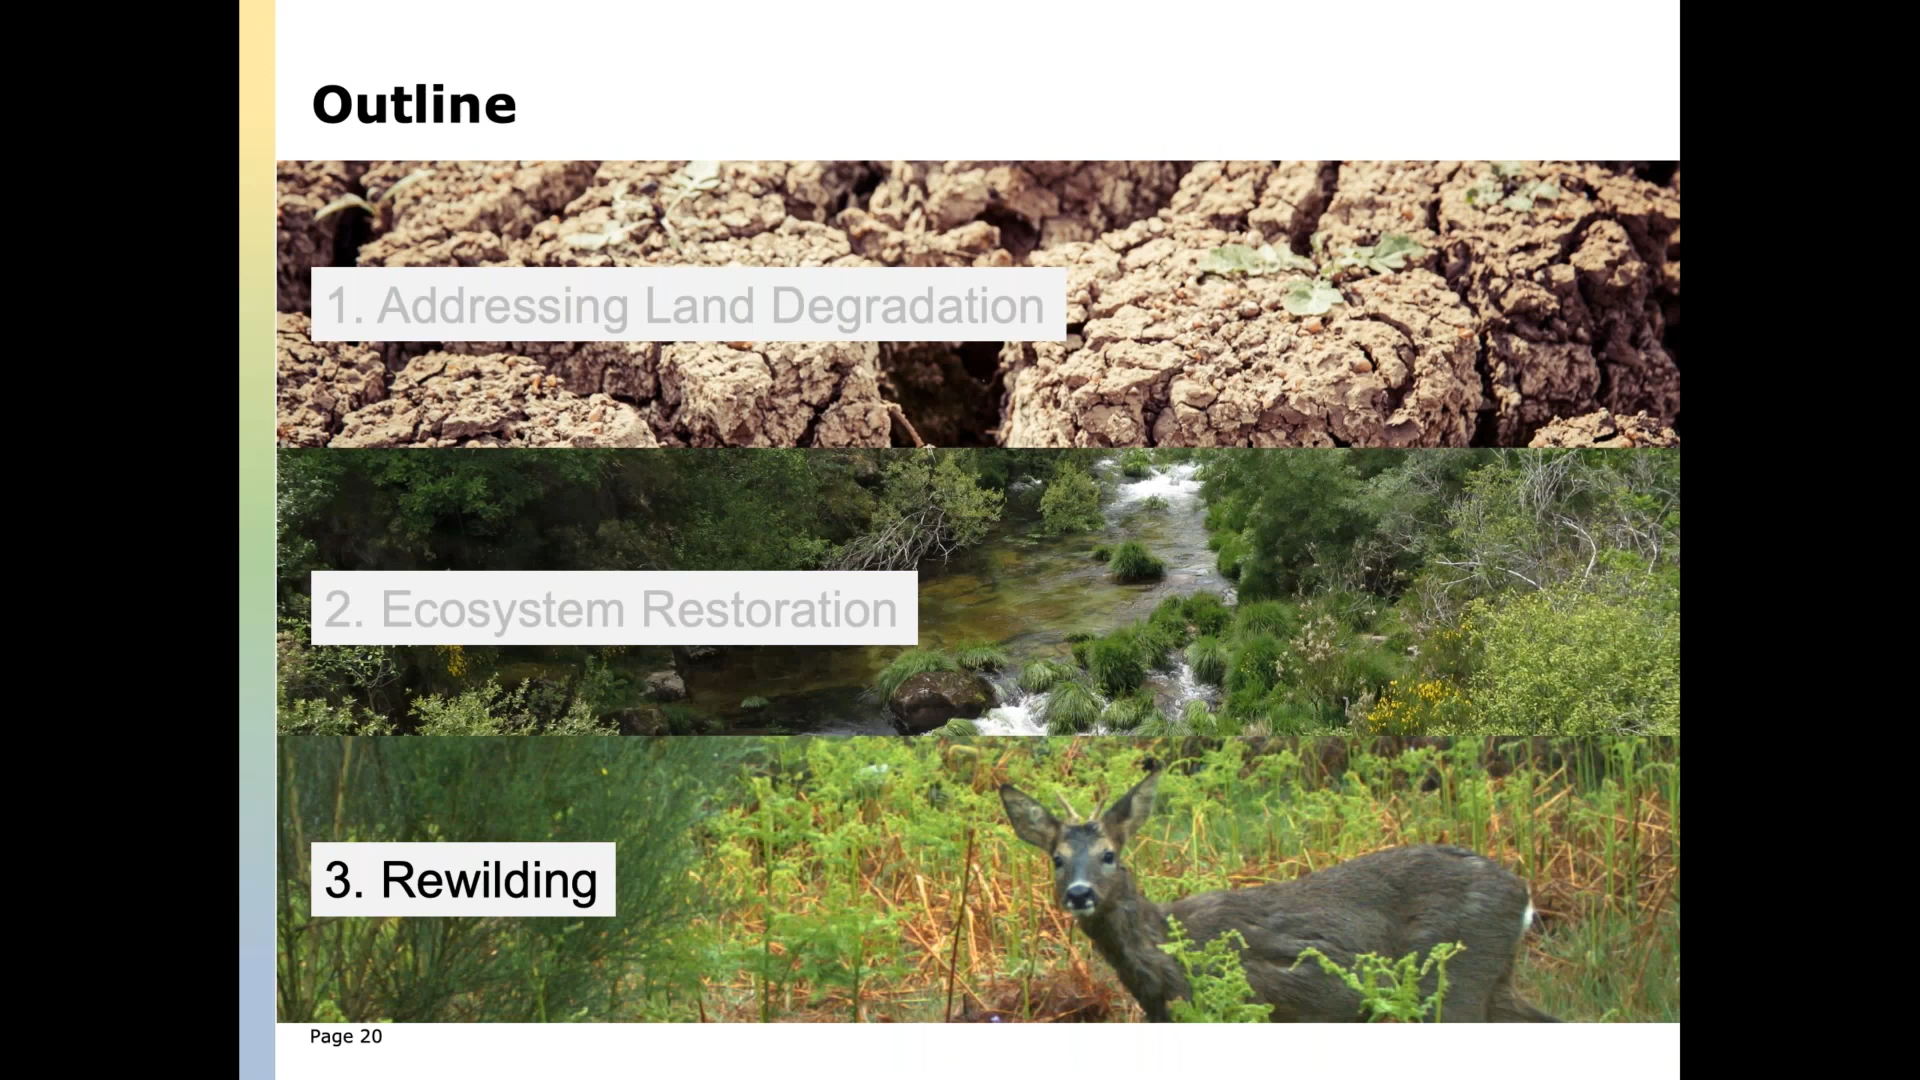 Outline
1. Addressing Land Degradation
2. Ecosystem Restoration
3. Rewilding
Page 20